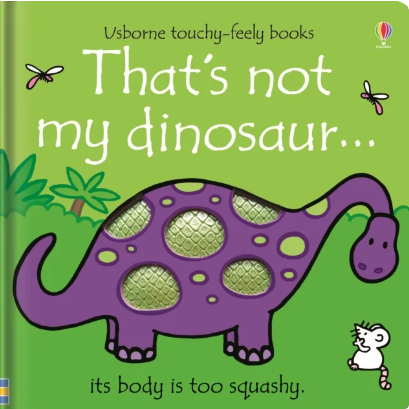 Usborne touchy-feely books
That's not
my dinosaur...
its body is too squashy.